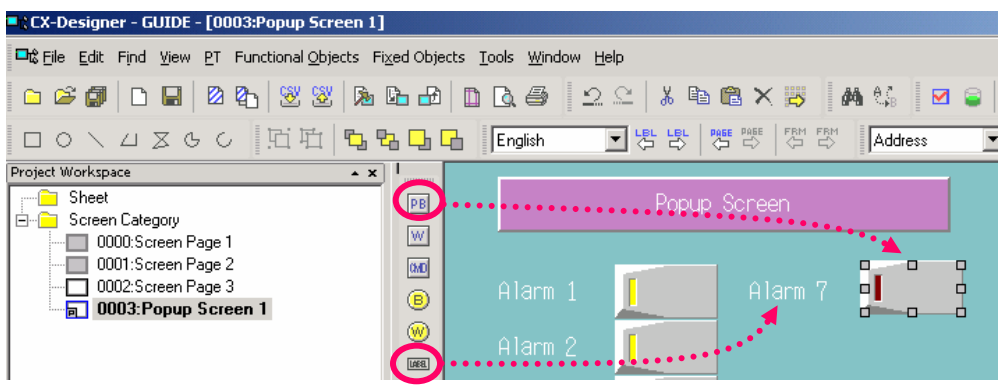 CX-Designer - GUIDE - [0003:Popup Screen 1]
File Edit Find View PT Functional Objects Fixed Objects Tools Window Help
CSV CSV
English LBL LBL PAGE PAGE FRM FRM Address
Project Workspace
Sheet
Screen Category
0000:Screen Page 1
0001:Screen Page 2
0002:Screen Page 3
0003:Popup Screen 1
PB
W
CMD
B
W
LABEL
Popup Screen
Alarm 1 Alarm 7
Alarm 2